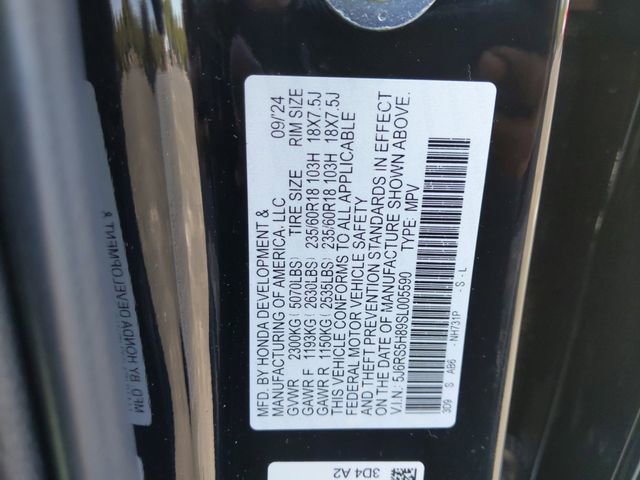 MFD. BY HONDA DEVELOPMENT &
MANUFACTURING OF AMERICA, LLC 09/'24
GVWR 2300KG ( 5070LBS) TIRE SIZE RIM SIZE
GAWR F 1193KG ( 2630LBS) 235/60R18 103H 18X7.5J
GAWR R 1150KG ( 2535LBS) 235/60R18 103H 18X7.5J
THIS VEHICLE CONFORMS TO ALL APPLICABLE
FEDERAL MOTOR VEHICLE SAFETY
AND THEFT PREVENTION STANDARDS IN EFFECT
ON THE DATE OF MANUFACTURE SHOWN ABOVE.
V.I.N: 5J6RS5H89SL005690 TYPE: MPV
3D9 S AB6 NH731P - S - L
3D4 A2